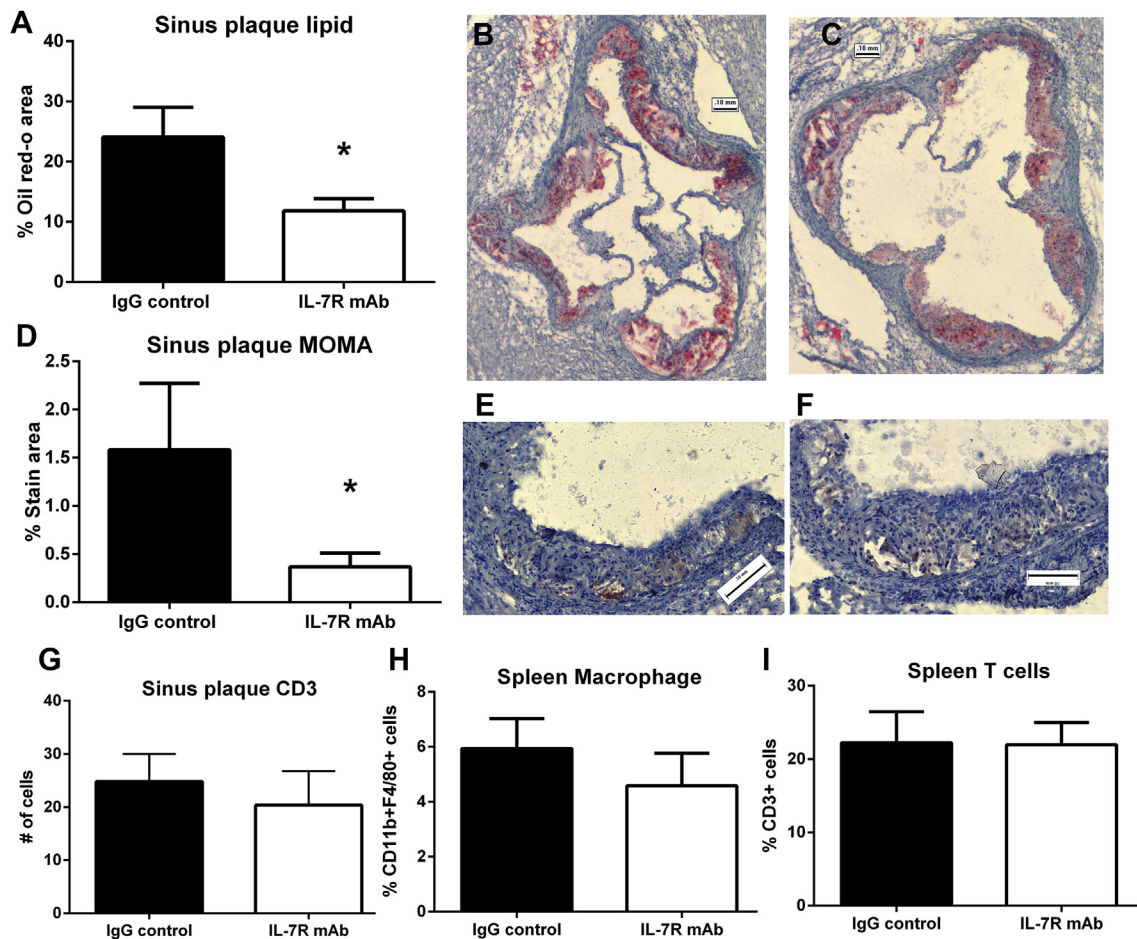 A
Sinus plaque lipid
% Oil red-o area
40
30
20
10
0
*
IgG control
IL-7R mAb
B
.10 mm
C
.10 mm
D
Sinus plaque MOMA
% Stain area
2.5
2.0
1.5
1.0
0.5
0.0
*
IgG control
IL-7R mAb
E
.10 mm
F
.10 mm
G
Sinus plaque CD3
# of cells
40
30
20
10
0
IgG control
IL-7R mAb
H
Spleen Macrophage
% CD11b+F4/80+ cells
8
6
4
2
0
IgG control
IL-7R mAb
I
Spleen T cells
% CD3+ cells
30
20
10
0
IgG control
IL-7R mAb